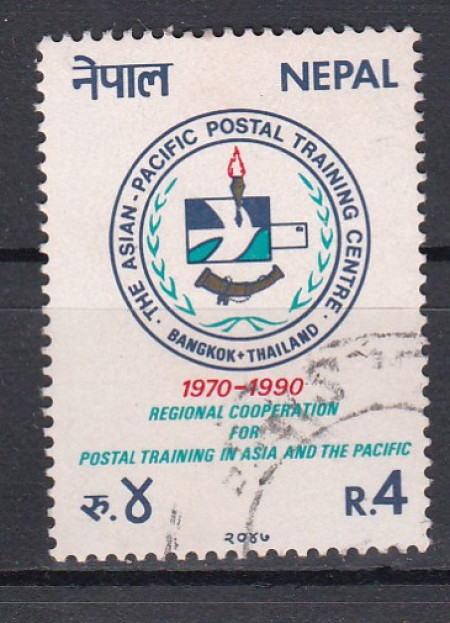 नेपाल NEPAL
THE ASIAN-PACIFIC POSTAL TRAINING CENTRE
BANGKOK+THAILAND
1970-1990
REGIONAL COOPERATION
FOR
POSTAL TRAINING IN ASIA AND THE PACIFIC
रु.४ R.4
२०४७